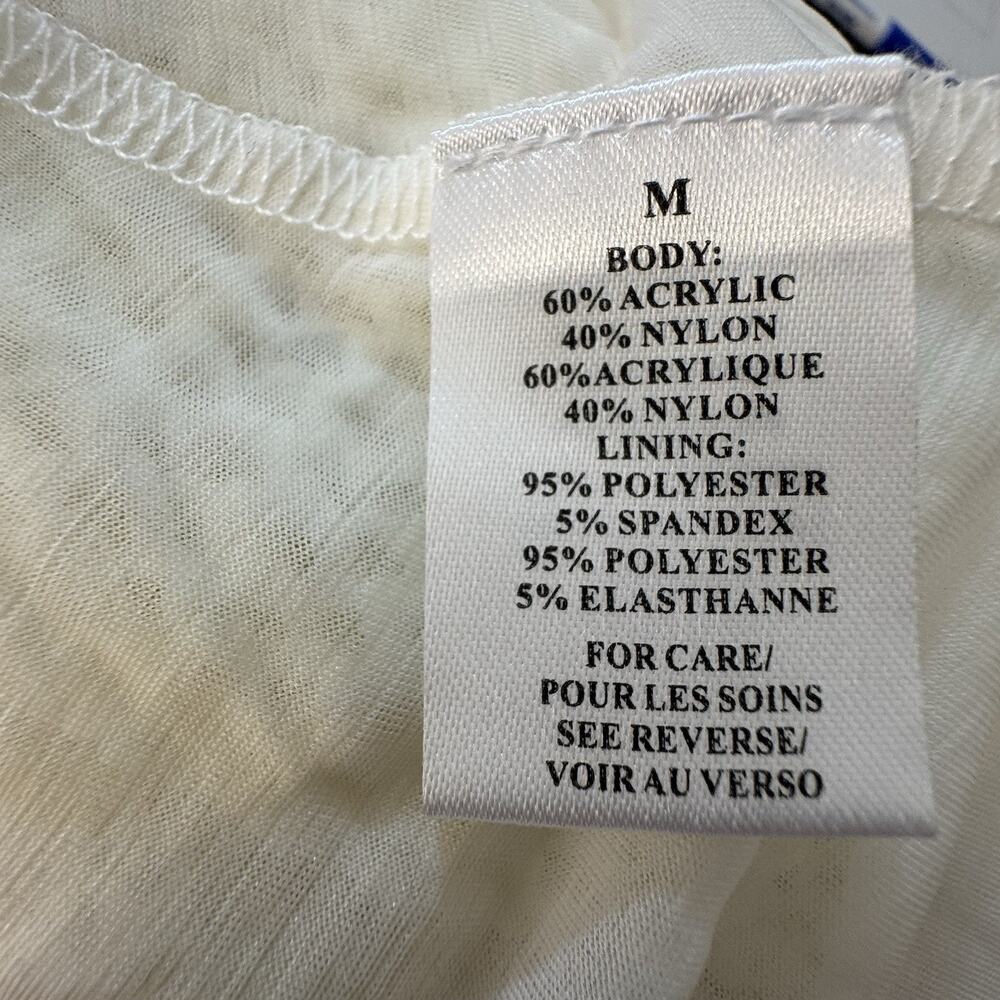 M
BODY:
60% ACRYLIC
40% NYLON
60%ACRYLIQUE
40% NYLON
LINING:
95% POLYESTER
5% SPANDEX
95% POLYESTER
5% ELASTHANNE
FOR CARE/
POUR LES SOINS
SEE REVERSE/
VOIR AU VERSO